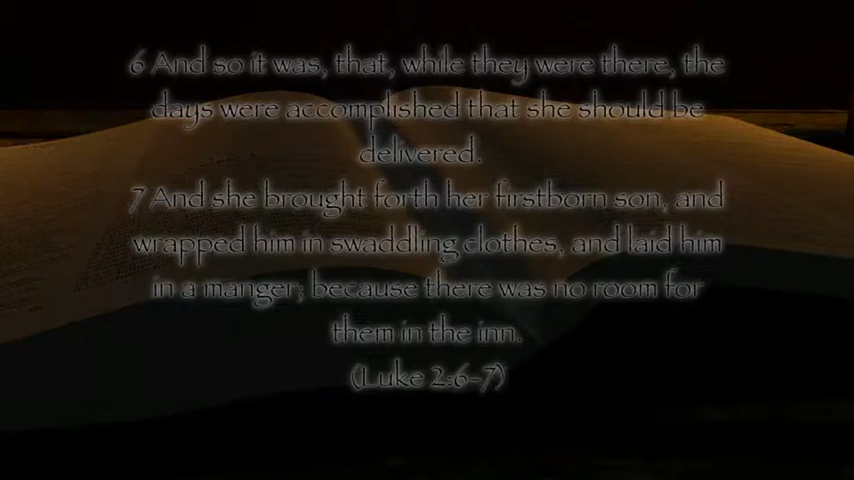 6 And so it was, that, while they were there, the
days were accomplished that she should be
delivered.
7 And she brought forth her firstborn son, and
wrapped him in swaddling clothes, and laid him
in a manger; because there was no room for
them in the inn.
(Luke 2:6-7)